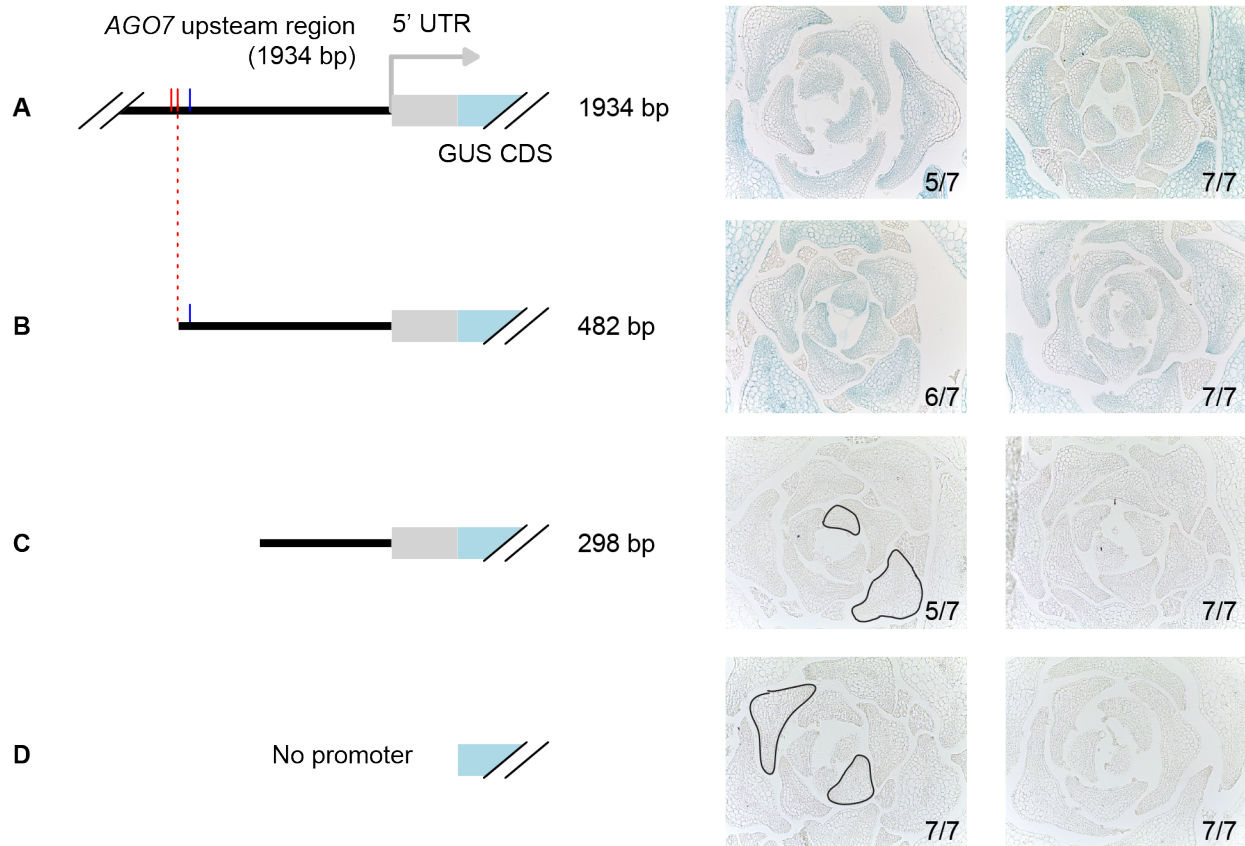 AGO7 upsteam region
(1934 bp)
5’ UTR
A
1934 bp
GUS CDS
5/7
7/7
B
482 bp
6/7
7/7
C
298 bp
5/7
7/7
D
No promoter
7/7
7/7